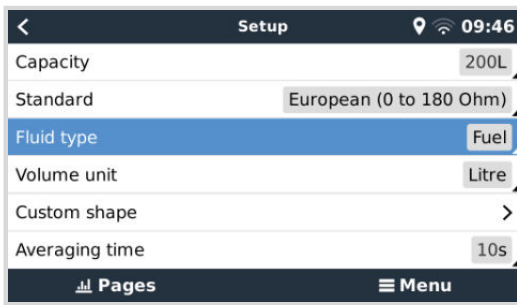 Setup 09:46
Capacity 200L
Standard European (0 to 180 Ohm)
Fluid type Fuel
Volume unit Litre
Custom shape
Averaging time 10s
Pages Menu